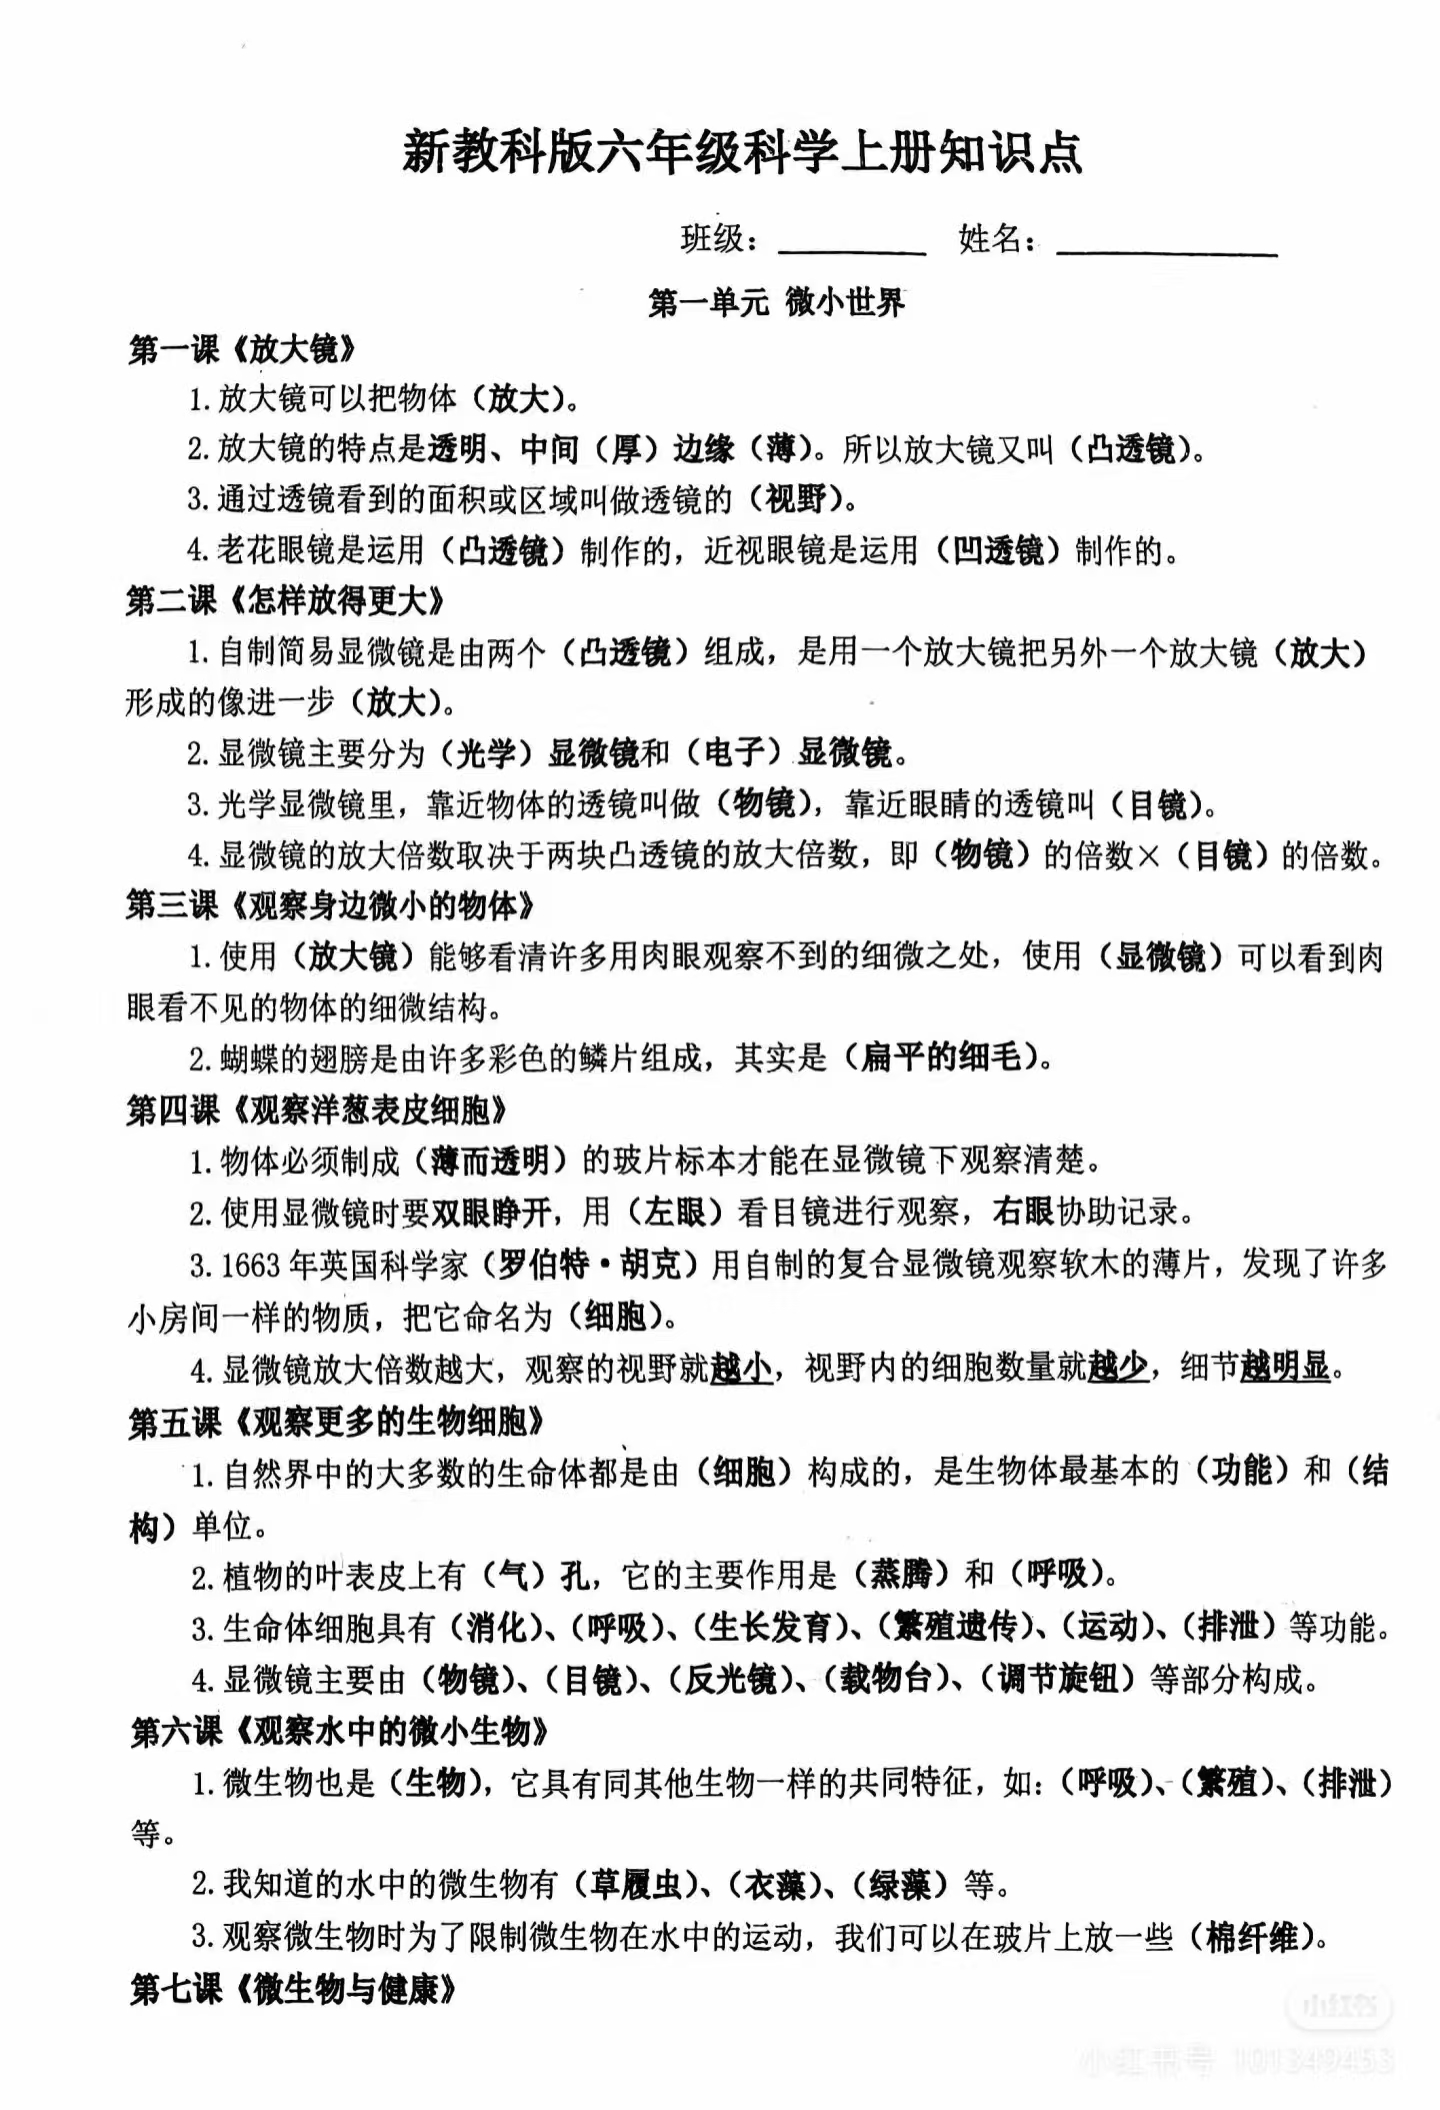 新教科版六年级科学上册知识点
班级：________ 姓名：____________
第一单元 微小世界
第一课《放大镜》
1.放大镜可以把物体（放大）。
2.放大镜的特点是透明、中间（厚）边缘（薄）。所以放大镜又叫（凸透镜）。
3.通过透镜看到的面积或区域叫做透镜的（视野）。
4.老花眼镜是运用（凸透镜）制作的，近视眼镜是运用（凹透镜）制作的。
第二课《怎样放得更大》
1.自制简易显微镜是由两个（凸透镜）组成，是用一个放大镜把另外一个放大镜（放大）
形成的像进一步（放大）。
2.显微镜主要分为（光学）显微镜和（电子）显微镜。
3.光学显微镜里，靠近物体的透镜叫做（物镜），靠近眼睛的透镜叫（目镜）。
4.显微镜的放大倍数取决于两块凸透镜的放大倍数，即（物镜）的倍数×（目镜）的倍数。
第三课《观察身边微小的物体》
1.使用（放大镜）能够看清许多用肉眼观察不到的细微之处，使用（显微镜）可以看到肉
眼看不见的物体的细微结构。
2.蝴蝶的翅膀是由许多彩色的鳞片组成，其实是（扁平的细毛）。
第四课《观察洋葱表皮细胞》
1.物体必须制成（薄而透明）的玻片标本才能在显微镜下观察清楚。
2.使用显微镜时要双眼睁开，用（左眼）看目镜进行观察，右眼协助记录。
3.1663年英国科学家（罗伯特·胡克）用自制的复合显微镜观察软木的薄片，发现了许多
小房间一样的物质，把它命名为（细胞）。
4.显微镜放大倍数越大，观察的视野就越小，视野内的细胞数量就越少，细节越明显。
第五课《观察更多的生物细胞》
1.自然界中的大多数的生命体都是由（细胞）构成的，是生物体最基本的（功能）和（结
构）单位。
2.植物的叶表皮上有（气）孔，它的主要作用是（蒸腾）和（呼吸）。
3.生命体细胞具有（消化）、（呼吸）、（生长发育）、（繁殖遗传）、（运动）、（排泄）等功能。
4.显微镜主要由（物镜）、（目镜）、（反光镜）、（载物台）、（调节旋钮）等部分构成。
第六课《观察水中的微小生物》
1.微生物也是（生物），它具有同其他生物一样的共同特征，如：（呼吸）、（繁殖）、（排泄）
等。
2.我知道的水中的微生物有（草履虫）、（衣藻）、（绿藻）等。
3.观察微生物时为了限制微生物在水中的运动，我们可以在玻片上放一些（棉纤维）。
第七课《微生物与健康》
小红书
小红书号 101349453